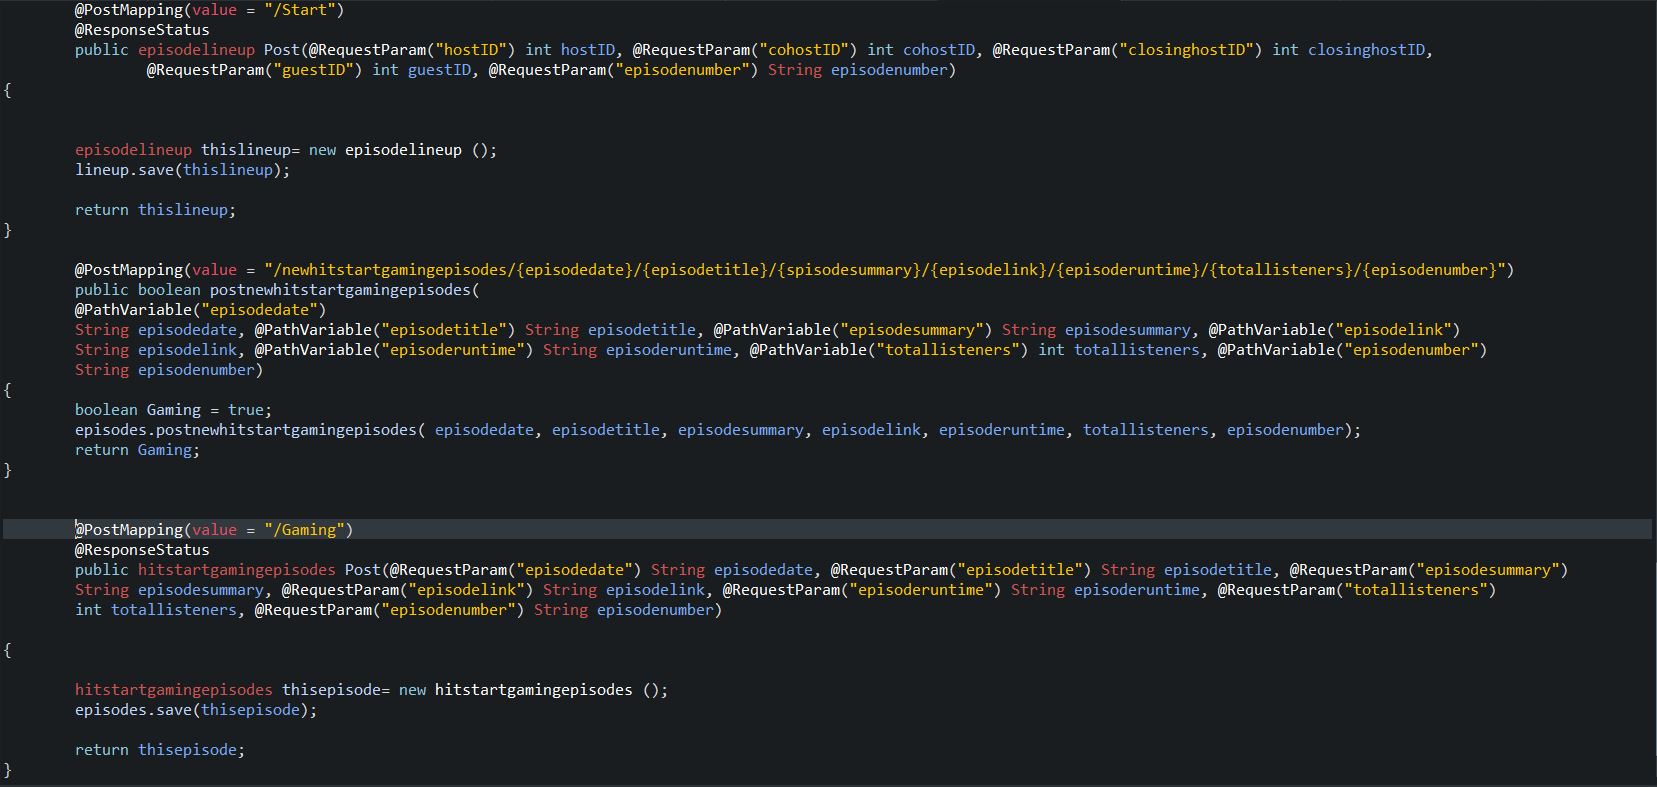 @PostMapping(value = "/Start")
@ResponseStatus
public episodelineup Post(@RequestParam("hostID") int hostID, @RequestParam("cohostID") int cohostID, @RequestParam("closinghostID") int closinghostID,
@RequestParam("guestID") int guestID, @RequestParam("episodenumber") String episodenumber)
{
episodelineup thislineup= new episodelineup ();
lineup.save(thislineup);
return thislineup;
}
@PostMapping(value = "/newhitstartgamingepisodes/{episodedate}/{episodetitle}/{spisodesummary}/{episodelink}/{episoderuntime}/{totallisteners}/{episodenumber}")
public boolean postnewhitstartgamingepisodes(
@PathVariable("episodedate")
String episodedate, @PathVariable("episodetitle") String episodetitle, @PathVariable("episodesummary") String episodesummary, @PathVariable("episodelink")
String episodelink, @PathVariable("episoderuntime") String episoderuntime, @PathVariable("totallisteners") int totallisteners, @PathVariable("episodenumber")
String episodenumber)
{
boolean Gaming = true;
episodes.postnewhitstartgamingepisodes( episodedate, episodetitle, episodesummary, episodelink, episoderuntime, totallisteners, episodenumber);
return Gaming;
}
@PostMapping(value = "/Gaming")
@ResponseStatus
public hitstartgamingepisodes Post(@RequestParam("episodedate") String episodedate, @RequestParam("episodetitle") String episodetitle, @RequestParam("episodesummary")
String episodesummary, @RequestParam("episodelink") String episodelink, @RequestParam("episoderuntime") String episoderuntime, @RequestParam("totallisteners")
int totallisteners, @RequestParam("episodenumber") String episodenumber)
{
hitstartgamingepisodes thisepisode= new hitstartgamingepisodes ();
episodes.save(thisepisode);
return thisepisode;
}